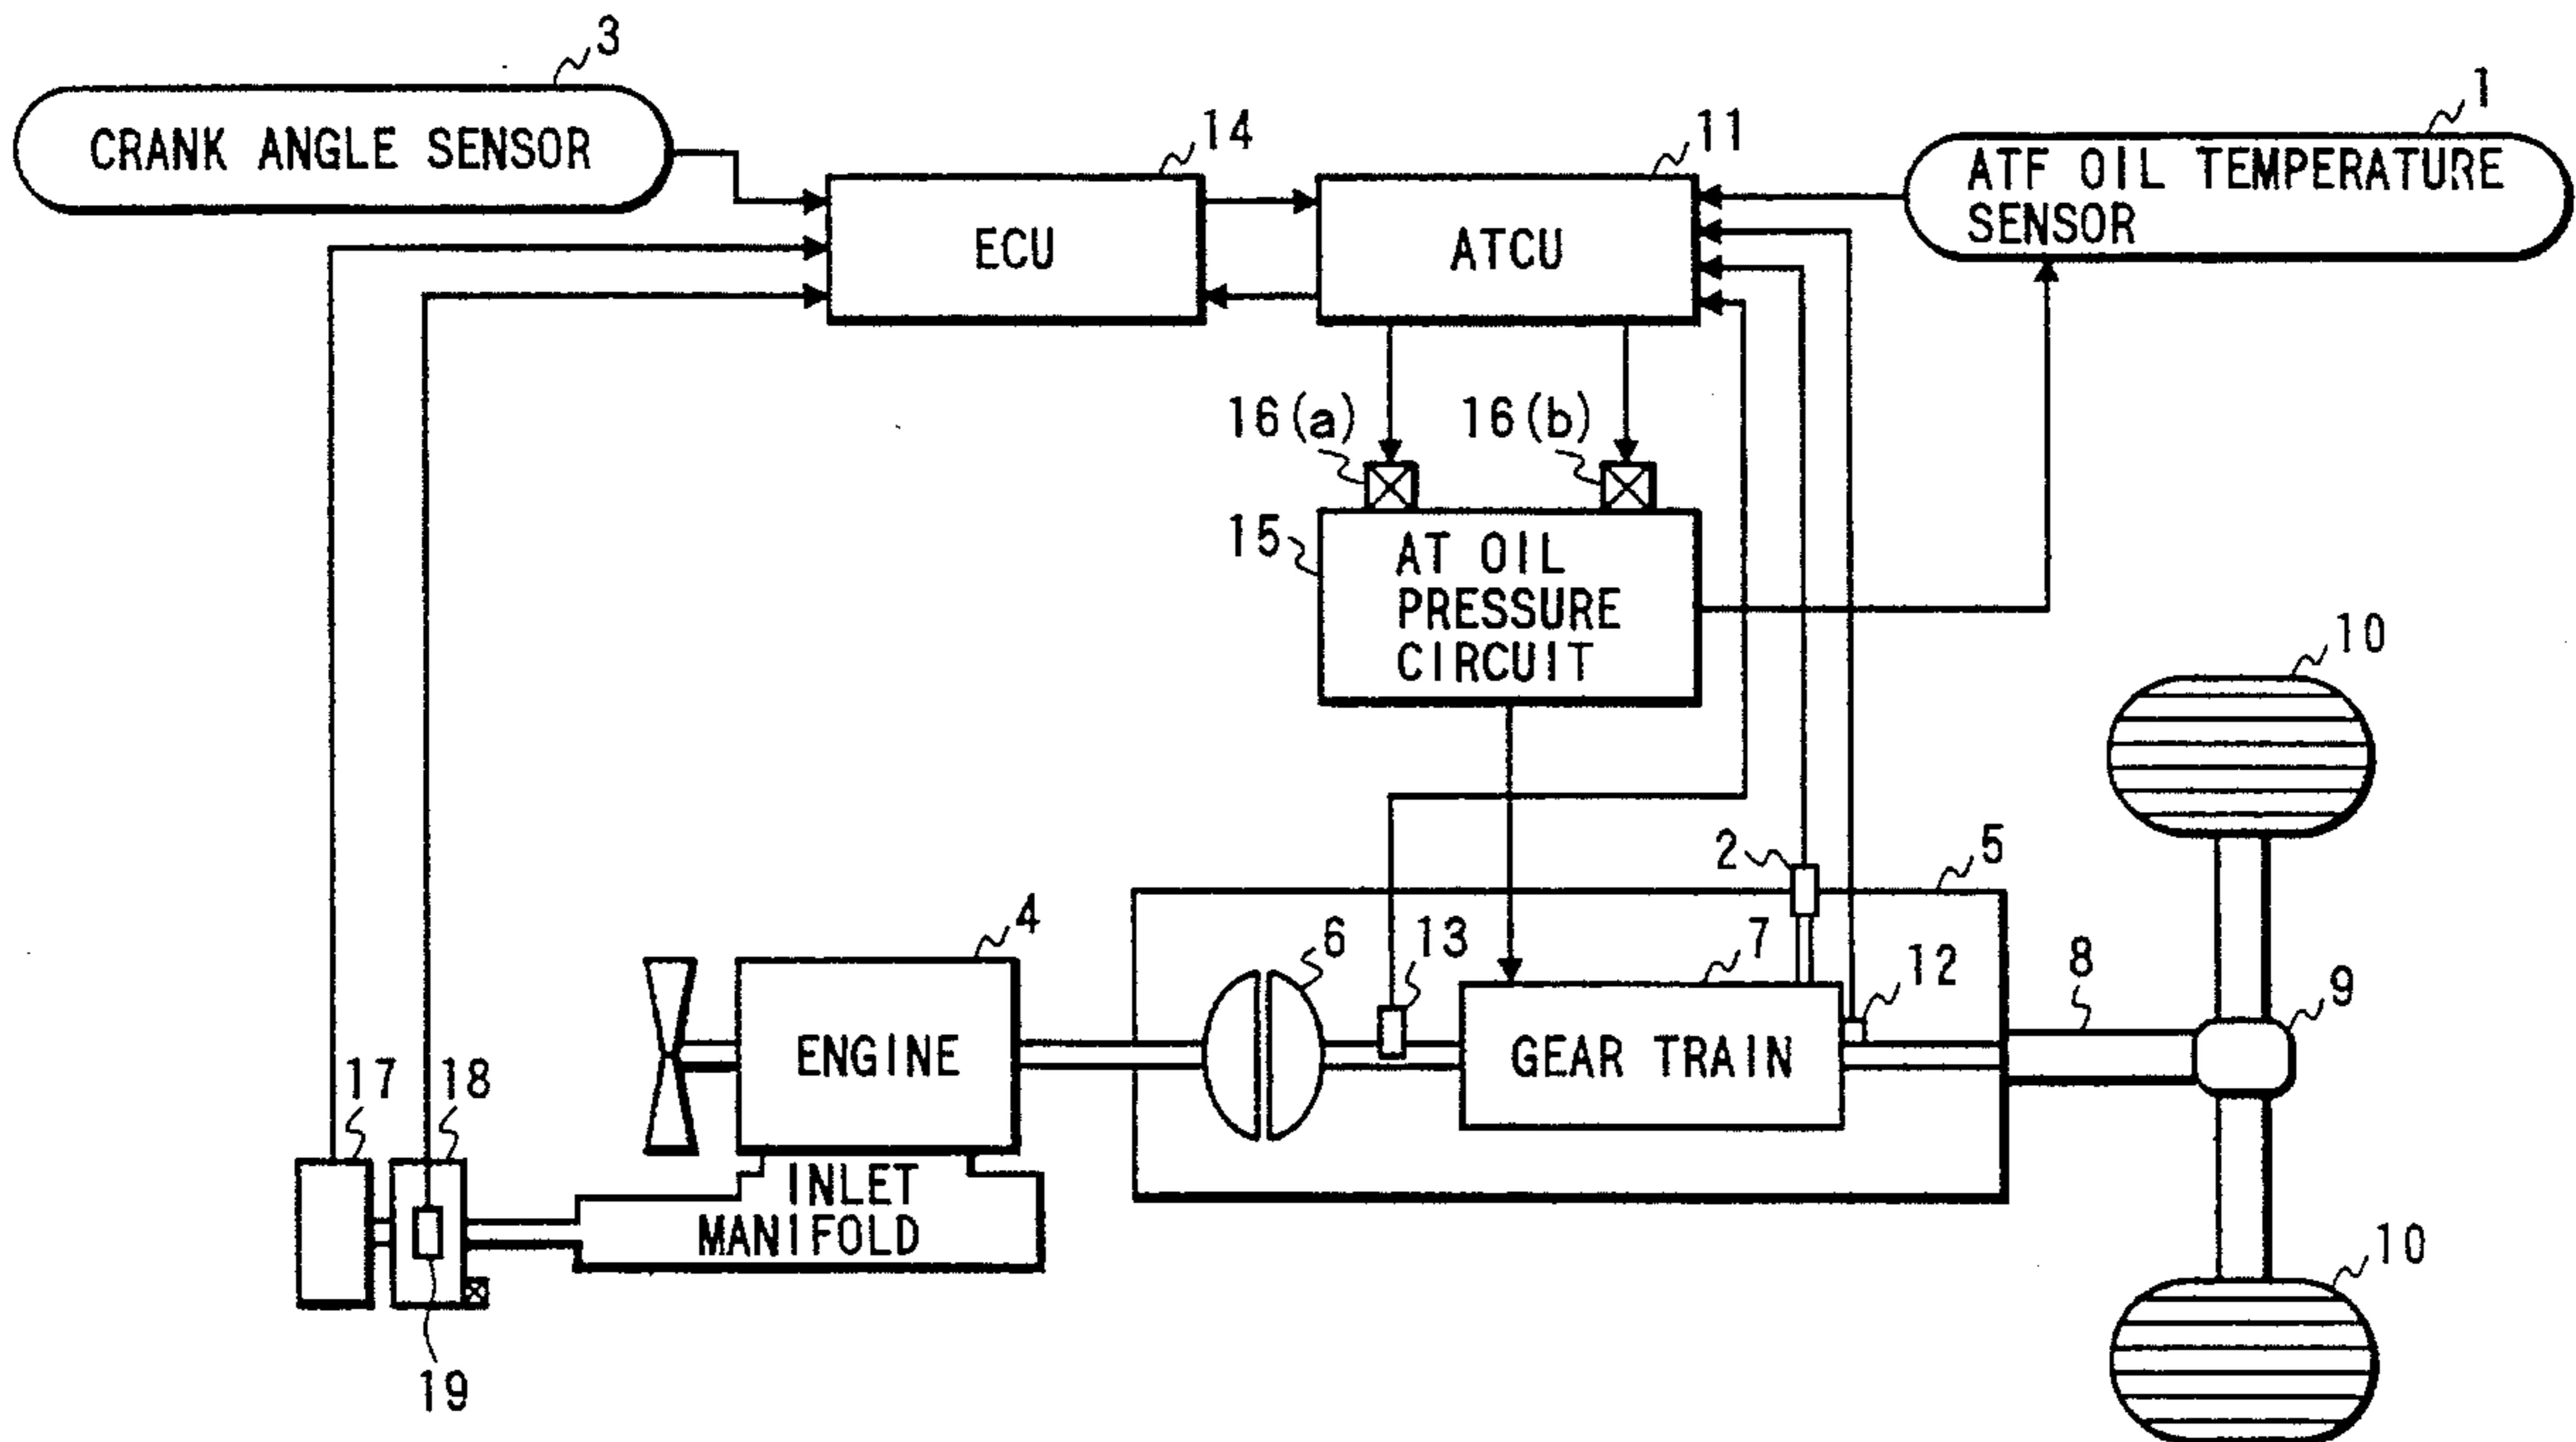 3
CRANK ANGLE SENSOR
14
11
1
ATF OIL TEMPERATURE
SENSOR
ECU
ATCU
16(a)
16(b)
15
AT OIL
PRESSURE
CIRCUIT
10
2
5
4
6
13
7
12
8
9
ENGINE
GEAR TRAIN
17
18
INLET
MANIFOLD
10
19